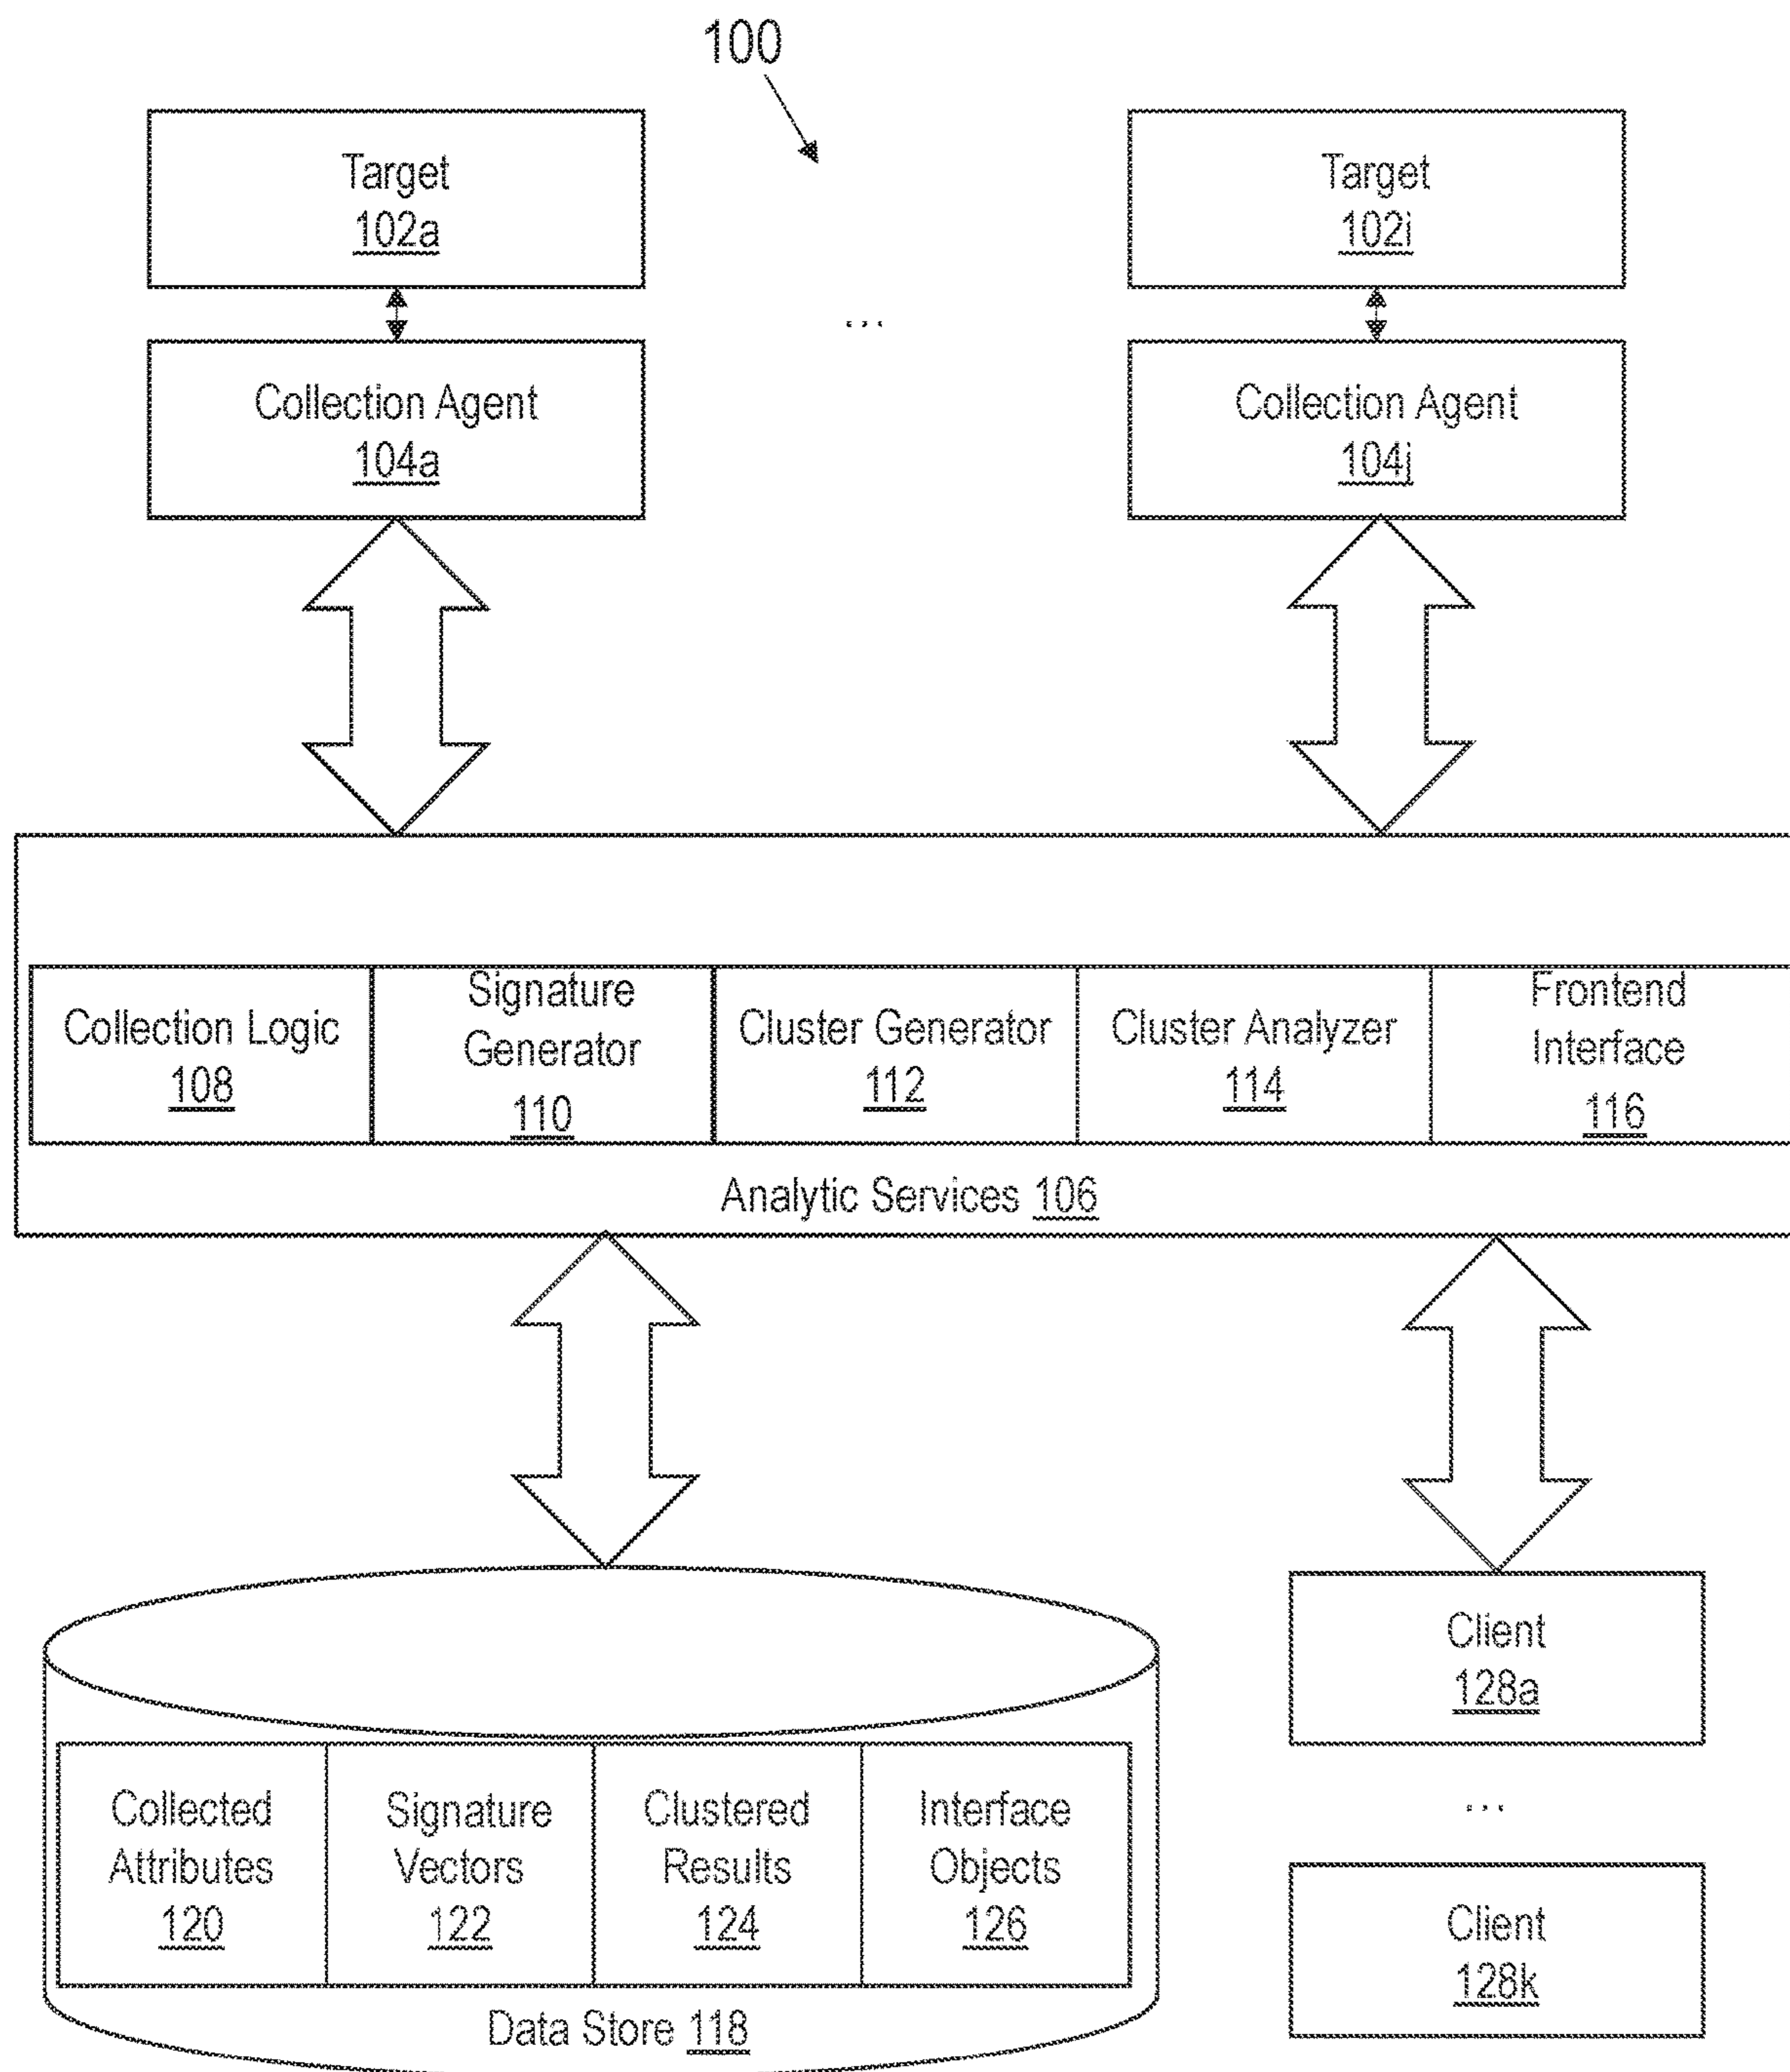 100
Target
102a
Target
102i
...
Collection Agent
104a
Collection Agent
104j
Collection Logic
108
Signature
Generator
110
Cluster Generator
112
Cluster Analyzer
114
Frontend
Interface
116
Analytic Services 106
Collected
Attributes
120
Signature
Vectors
122
Clustered
Results
124
Interface
Objects
126
Data Store 118
Client
128a
...
Client
128k